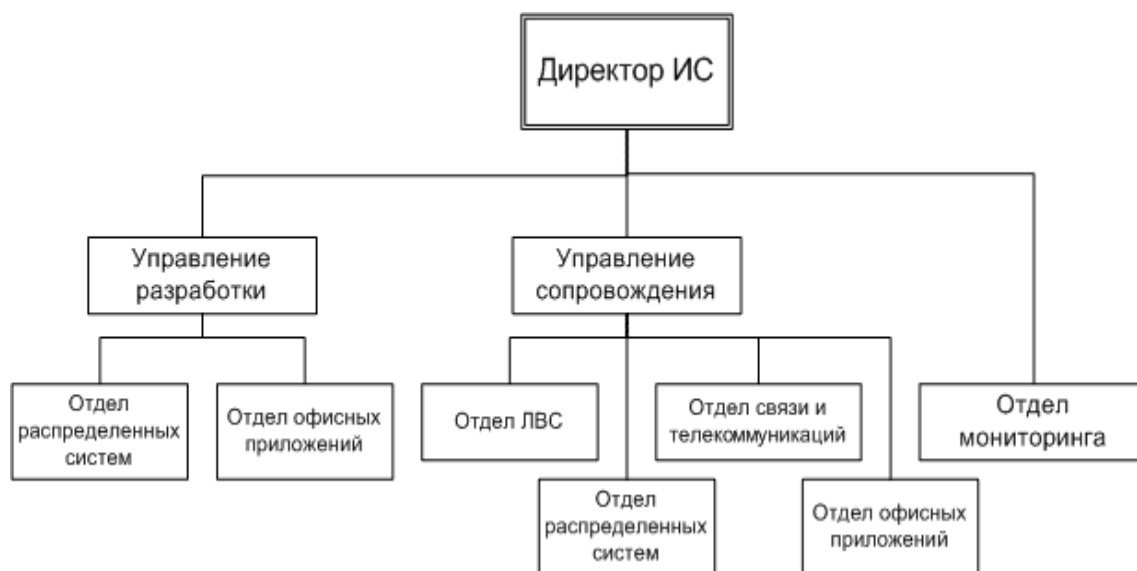 Директор ИС
Управление
разработки
Управление
сопровождения
Отдел
распределенных
систем
Отдел офисных
приложений
Отдел ЛВС
Отдел связи и
телекоммуникаций
Отдел
мониторинга
Отдел
распределенных
систем
Отдел офисных
приложений